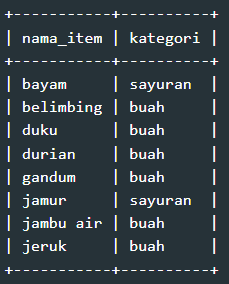 +-----------+----------+
| nama_item | kategori |
+-----------+----------+
| bayam     | sayuran  |
| belimbing | buah     |
| duku      | buah     |
| durian    | buah     |
| gandum    | buah     |
| jamur     | sayuran  |
| jambu air | buah     |
| jeruk     | buah     |
+-----------+----------+